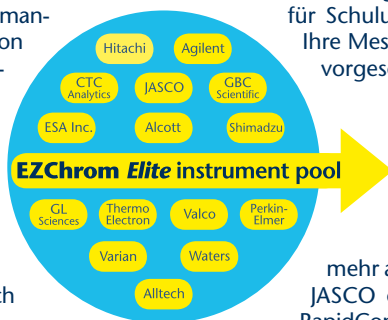 man-
on
-
für Schulu
Ihre Mes
vorgese
Hitachi Agilent
CTC Analytics JASCO GBC Scientific
ESA Inc. Alcott Shimadzu
EZChrom Elite instrument pool
GL Sciences Thermo Electron Valco Perkin-Elmer
Varian Waters
Alltech
ch
mehr a
JASCO